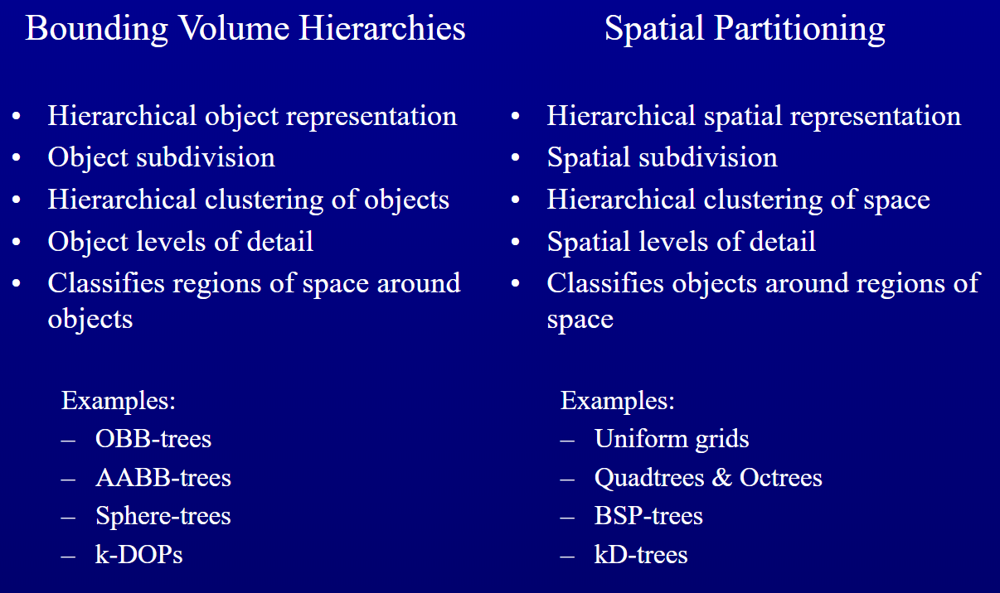 Bounding Volume Hierarchies
• Hierarchical object representation
• Object subdivision
• Hierarchical clustering of objects
• Object levels of detail
• Classifies regions of space around
objects
Examples:
– OBB-trees
– AABB-trees
– Sphere-trees
– k-DOPs
Spatial Partitioning
• Hierarchical spatial representation
• Spatial subdivision
• Hierarchical clustering of space
• Spatial levels of detail
• Classifies objects around regions of
space
Examples:
– Uniform grids
– Quadtrees & Octrees
– BSP-trees
– kD-trees